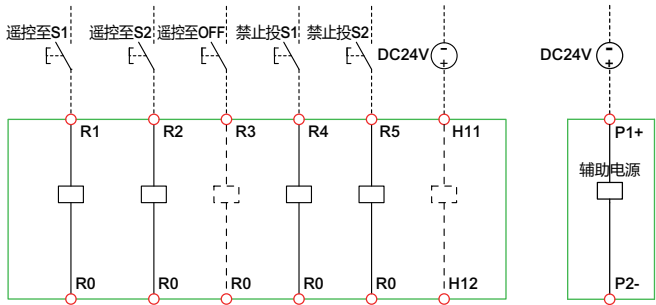 遥控至S1 遥控至S2 遥控至OFF 禁止投S1 禁止投S2
DC24V - + DC24V - +
R1 R2 R3 R4 R5 H11 P1+
辅助电源
R0 R0 R0 R0 R0 H12 P2-